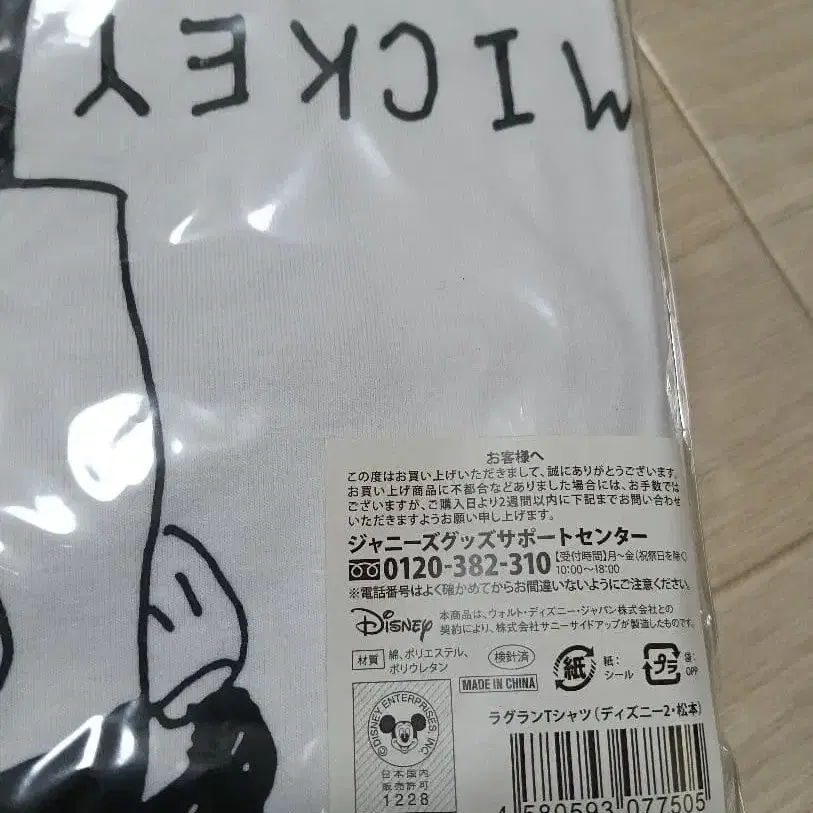 MICKEY
お客様へ
この度はお買い上げいただきまして、誠にありがとうございます。
お買い上げ商品に不都合などありました場合には、お手数では
ございますが、ご購入日より2週間以内に下記までお問い合わせ
いただきますようお願い申し上げます。
ジャニーズグッズサポートセンター
0120-382-310 【受付時間】月～金(祝祭日を除く)
10:00～18:00
※電話番号はよく確かめてからお間違いないようにご注意ください。
Disney 本商品は、ウォルト・ディズニー・ジャパン株式会社との
契約により、株式会社サニーサイドアップが製造したものです。
材質 綿、ポリエステル、
ポリウレタン
検針済
MADE IN CHINA
紙 紙:
シール
プラ 袋:
OPP
©DISNEY ENTERPRISES, INC
日本国内
販売許可
1228
ラグランTシャツ(ディズニー2・松本)
4 580593 077505